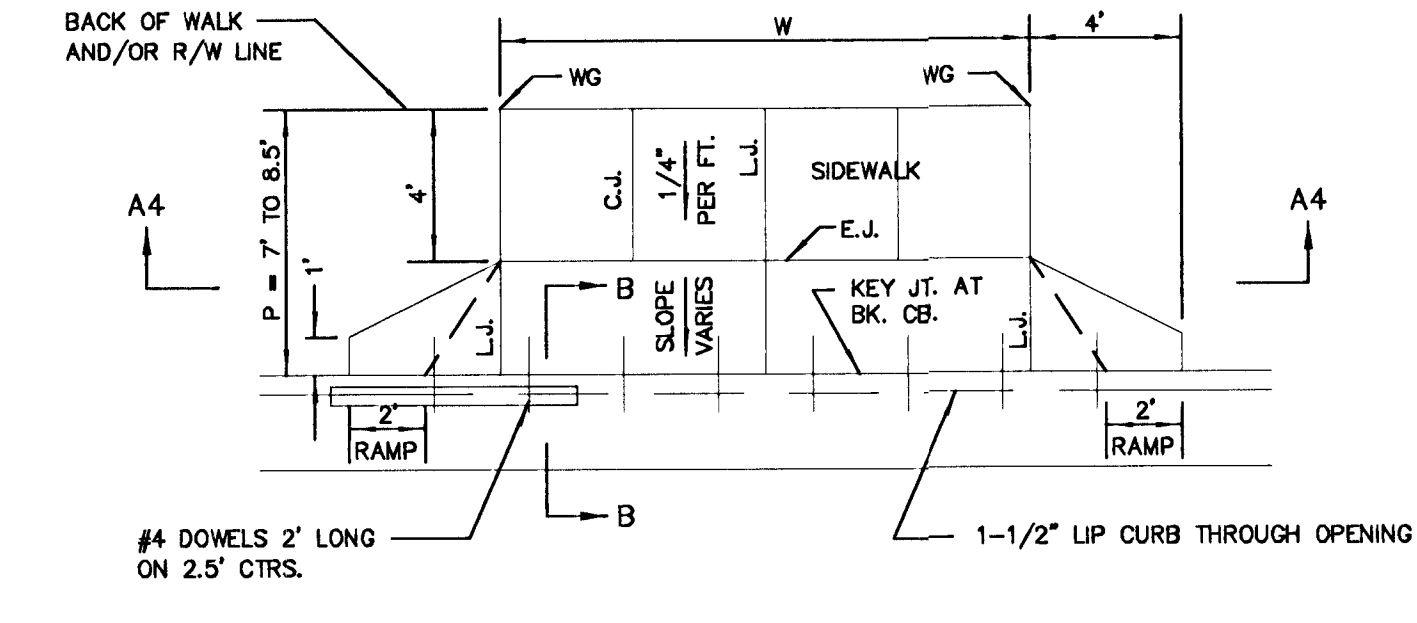 BACK OF WALK
AND/OR R/W LINE
W
4'
WG
WG
P = 7' TO 8.5'
4'
C.J.
1/4"
PER FT.
L.J.
SIDEWALK
A4
A4
1'
E.J.
B
SLOPE
VARIES
KEY JT. AT
BK. CB.
L.J.
L.J.
2'
RAMP
2'
RAMP
B
#4 DOWELS 2' LONG
ON 2.5' CTRS.
1-1/2" LIP CURB THROUGH OPENING